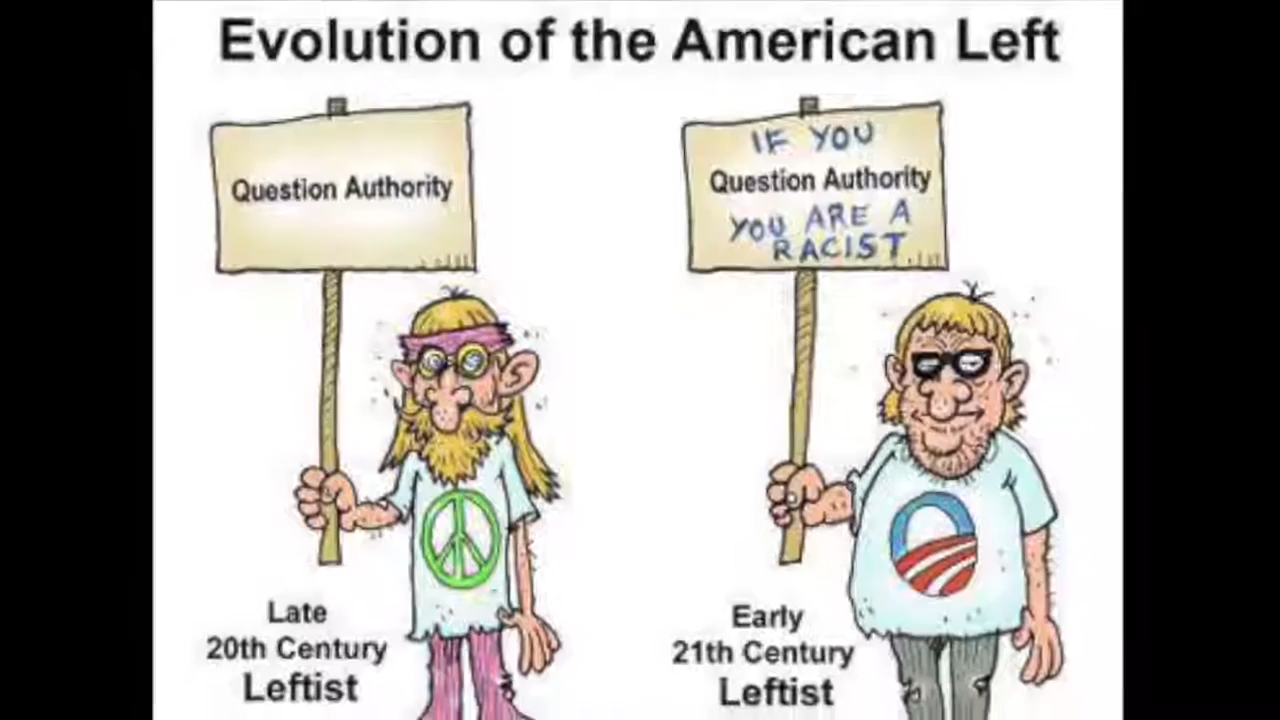 Evolution of the American Left
Question Authority
IF YOU
Question Authority
YOU ARE A
RACIST
Late
20th Century
Leftist
Early
21th Century
Leftist